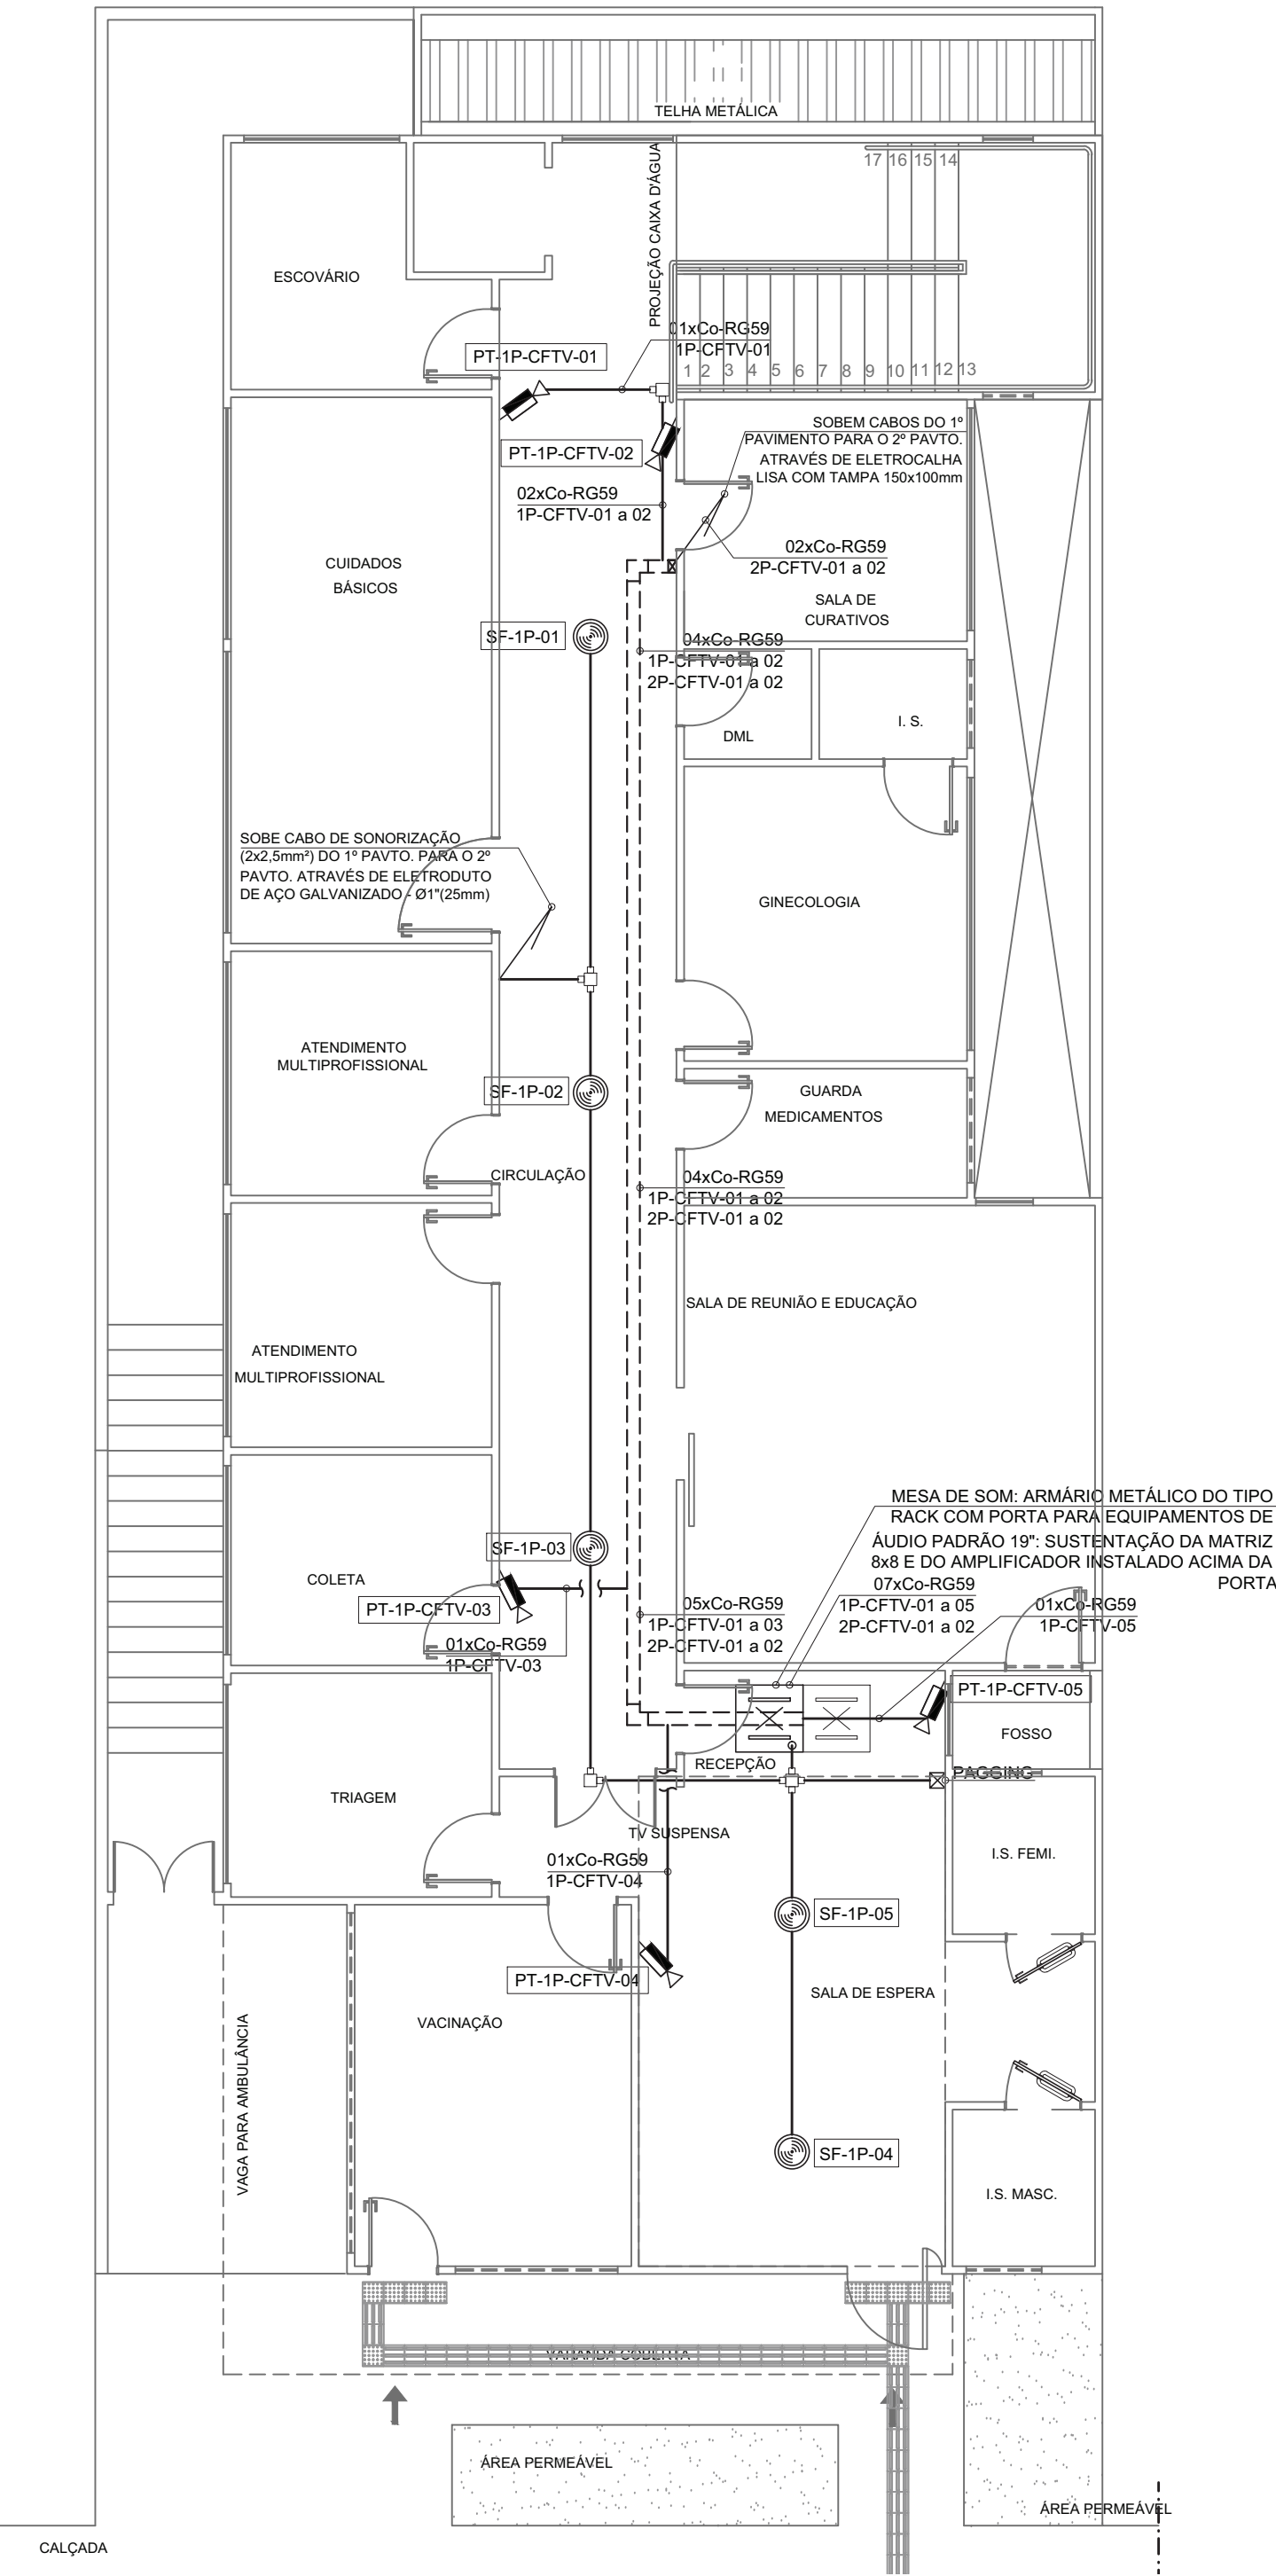 TELHA METÁLICA
PROJEÇÃO CAIXA D'ÁGUA
17 16 15 14
ESCOVÁRIO
01xCo-RG59
1P-CFTV-01
PT-1P-CFTV-01
1 2 3 4 5 6 7 8 9 10 11 12 13
SOBEM CABOS DO 1º
PAVIMENTO PARA O 2º PAVTO.
ATRAVÉS DE ELETROCALHA
LISA COM TAMPA 150x100mm
PT-1P-CFTV-02
02xCo-RG59
1P-CFTV-01 a 02
02xCo-RG59
2P-CFTV-01 a 02
CUIDADOS
BÁSICOS
SALA DE
CURATIVOS
SF-1P-01
04xCo-RG59
1P-CFTV-01 a 02
2P-CFTV-01 a 02
I. S.
DML
SOBE CABO DE SONORIZAÇÃO
(2x2,5mm²) DO 1º PAVTO. PARA O 2º
PAVTO. ATRAVÉS DE ELETRODUTO
DE AÇO GALVANIZADO - Ø1"(25mm)
GINECOLOGIA
ATENDIMENTO
MULTIPROFISSIONAL
SF-1P-02
GUARDA
MEDICAMENTOS
CIRCULAÇÃO
04xCo-RG59
1P-CFTV-01 a 02
2P-CFTV-01 a 02
SALA DE REUNIÃO E EDUCAÇÃO
ATENDIMENTO
MULTIPROFISSIONAL
MESA DE SOM: ARMÁRIO METÁLICO DO TIPO
RACK COM PORTA PARA EQUIPAMENTOS DE
ÁUDIO PADRÃO 19": SUSTENTAÇÃO DA MATRIZ
8x8 E DO AMPLIFICADOR INSTALADO ACIMA DA
PORTA
SF-1P-03
COLETA
PT-1P-CFTV-03
07xCo-RG59
1P-CFTV-01 a 05
2P-CFTV-01 a 02
05xCo-RG59
1P-CFTV-01 a 03
2P-CFTV-01 a 02
01xCo-RG59
1P-CFTV-05
01xCo-RG59
1P-CFTV-03
PT-1P-CFTV-05
FOSSO
RECEPÇÃO
PAGSING
TRIAGEM
TV SUSPENSA
I.S. FEMI.
01xCo-RG59
1P-CFTV-04
SF-1P-05
PT-1P-CFTV-04
SALA DE ESPERA
VACINAÇÃO
VAGA PARA AMBULÂNCIA
SF-1P-04
I.S. MASC.
VARANDA COBERTA
ÁREA PERMEÁVEL
ÁREA PERMEÁVEL
CALÇADA